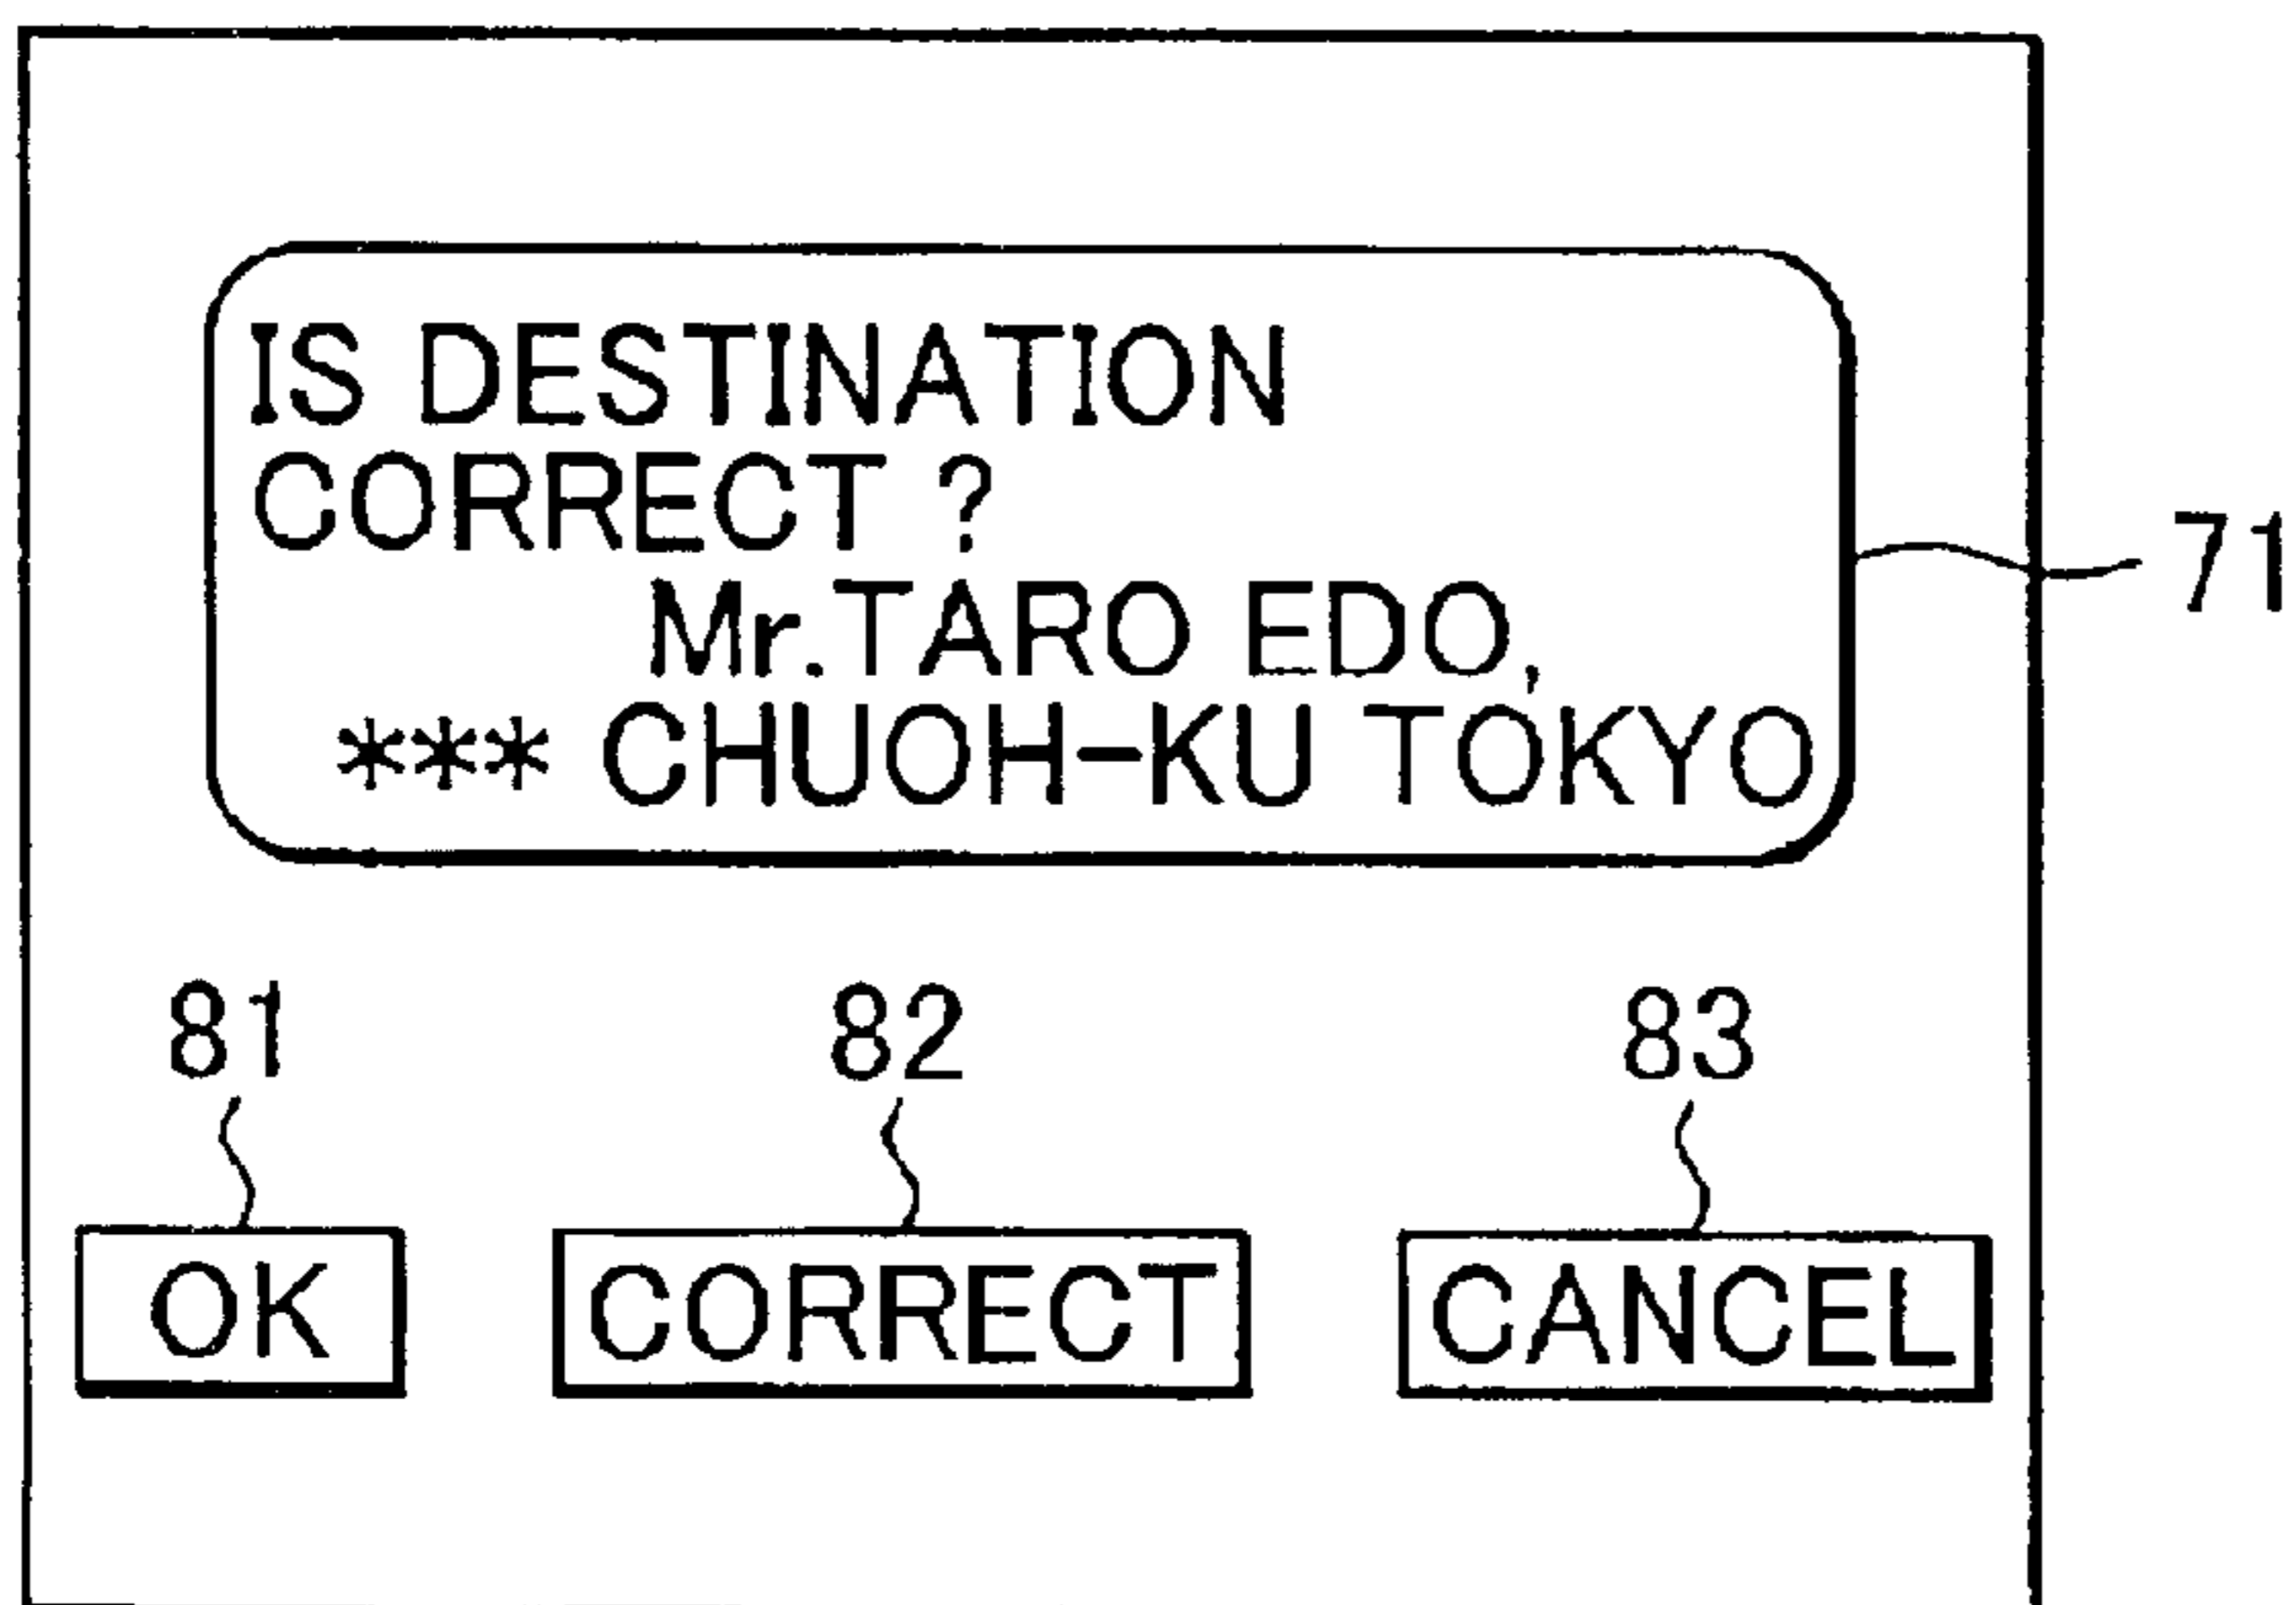 IS DESTINATION
CORRECT ?
Mr.TARO EDO,
*** CHUOH-KU TOKYO
71
81 82 83
OK CORRECT CANCEL